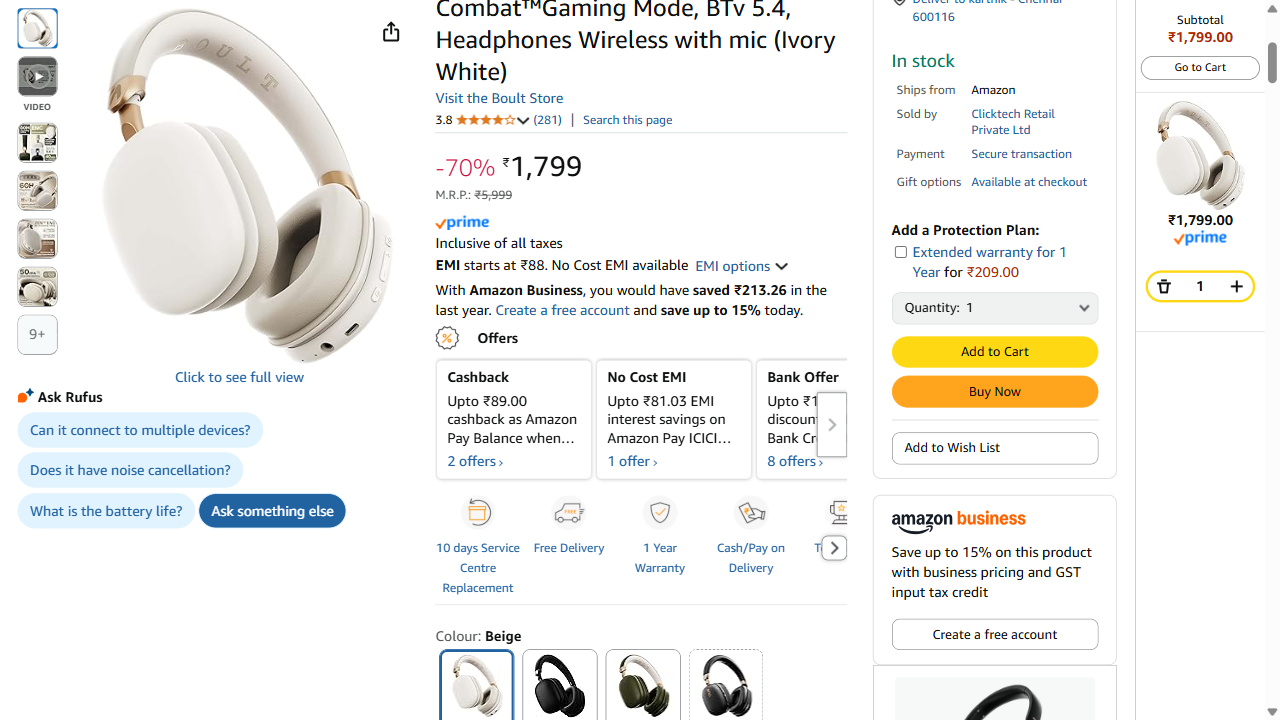 Combat™Gaming Mode, BTv 5.4,
Headphones Wireless with mic (Ivory
White)
Visit the Boult Store
3.8 (281) | Search this page
-70% ₹1,799
M.R.P.: ₹5,999
prime
Inclusive of all taxes
EMI starts at ₹88. No Cost EMI available EMI options
With Amazon Business, you would have saved ₹213.26 in the
last year. Create a free account and save up to 15% today.
Offers
Cashback
Upto ₹89.00
cashback as Amazon
Pay Balance when...
2 offers ›
No Cost EMI
Upto ₹81.03 EMI
interest savings on
Amazon Pay ICICI...
1 offer ›
Bank Offer
Upto ₹1
discoun
Bank Cr
8 offers ›
FREE
10 days Service
Centre
Replacement
Free Delivery
1 Year
Warranty
Cash/Pay on
Delivery
Colour: Beige
BOULT
VIDEO
9+
Click to see full view
Ask Rufus
Can it connect to multiple devices?
Does it have noise cancellation?
What is the battery life?
Ask something else
Deliver to karthik - Chennai
600116
In stock
Ships from Amazon
Sold by Clicktech Retail
Private Ltd
Payment Secure transaction
Gift options Available at checkout
Add a Protection Plan:
Extended warranty for 1
Year for ₹209.00
Quantity: 1
Add to Cart
Buy Now
Add to Wish List
amazon business
Save up to 15% on this product
with business pricing and GST
input tax credit
Create a free account
Subtotal
₹1,799.00
Go to Cart
₹1,799.00
prime
1